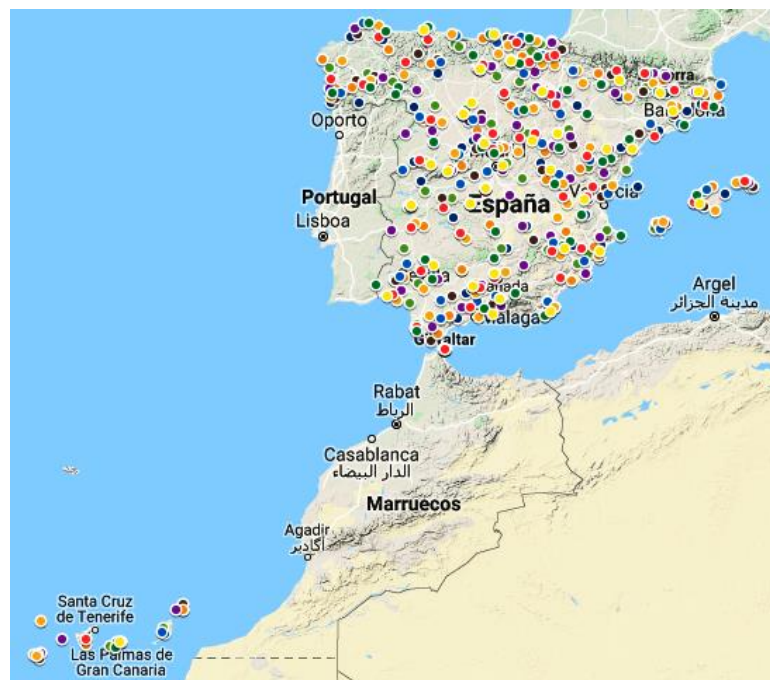 Oporto
Portugal
Lisboa
España
Gibraltar
Argel
مدينة الجزائر
Rabat
الرباط
Casablanca
الدار البيضاء
Marruecos
Agadir
أكادير
Santa Cruz
de Tenerife
Las Palmas de
Gran Canaria